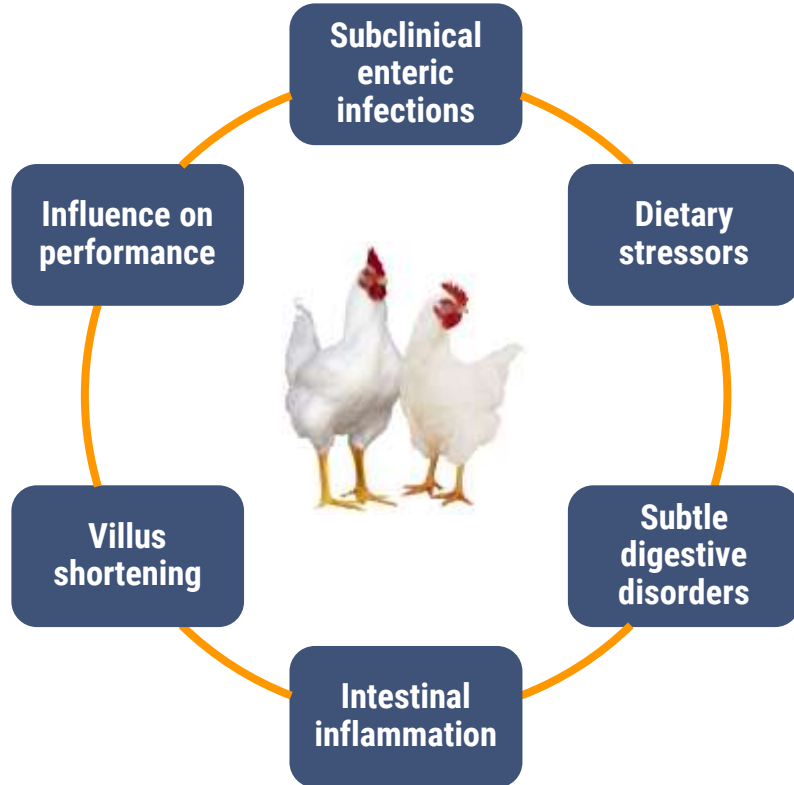 Subclinical
enteric
infections
Dietary
stressors
Subtle
digestive
disorders
Intestinal
inflammation
Villus
shortening
Influence on
performance